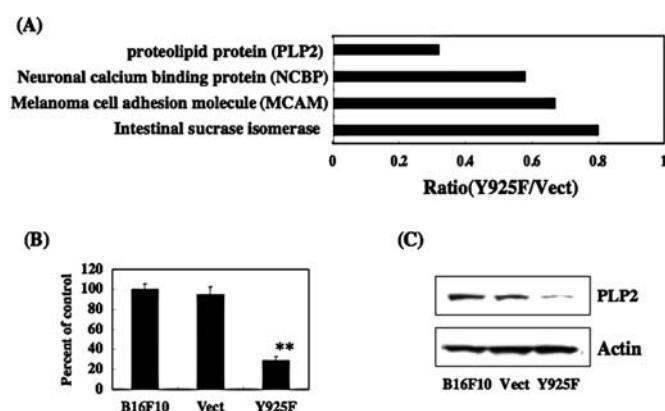 (A)
proteolipid protein (PLP2)
Neuronal calcium binding protein (NCBP)
Melanoma cell adhesion molecule (MCAM)
Intestinal sucrase isomerase
0 0.2 0.4 0.6 0.8 1
Ratio(Y925F/Vect)
(B)
Percent of control
120
100
80
60
40
20
0
**
B16F10 Vect Y925F
(C)
PLP2
Actin
B16F10 Vect Y925F